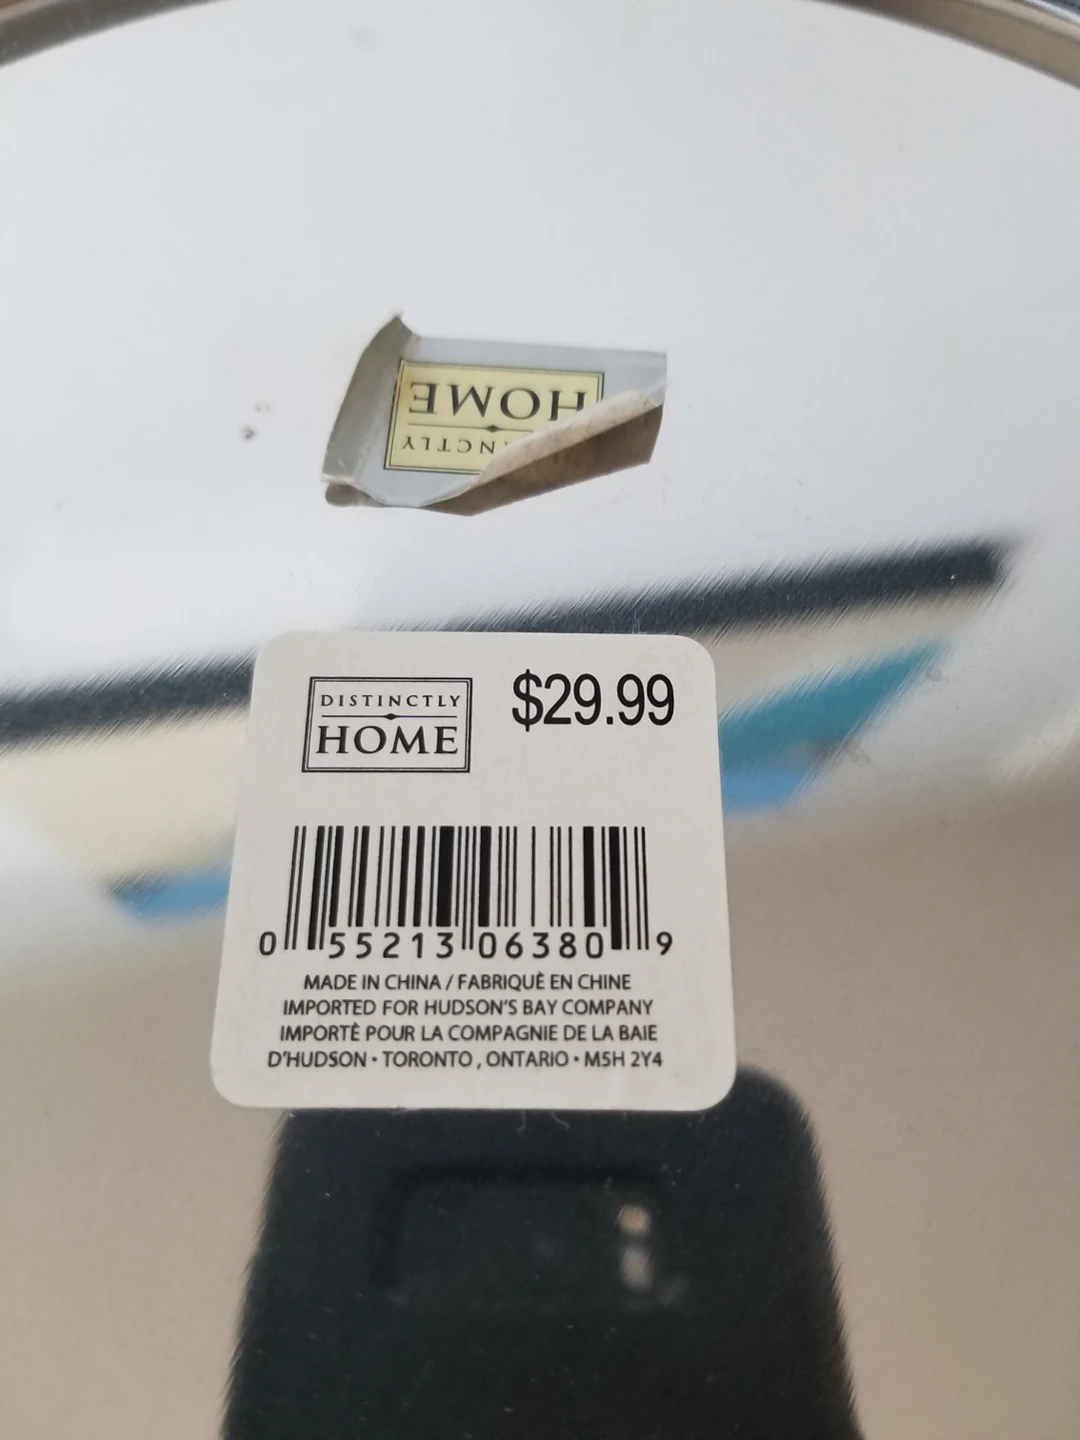 HOME
DISTINCTLY
HOME
$29.99
0 55213 06380 9
MADE IN CHINA / FABRIQUÈ EN CHINE
IMPORTED FOR HUDSON'S BAY COMPANY
IMPORTÈ POUR LA COMPAGNIE DE LA BAIE
D'HUDSON • TORONTO , ONTARIO • M5H 2Y4